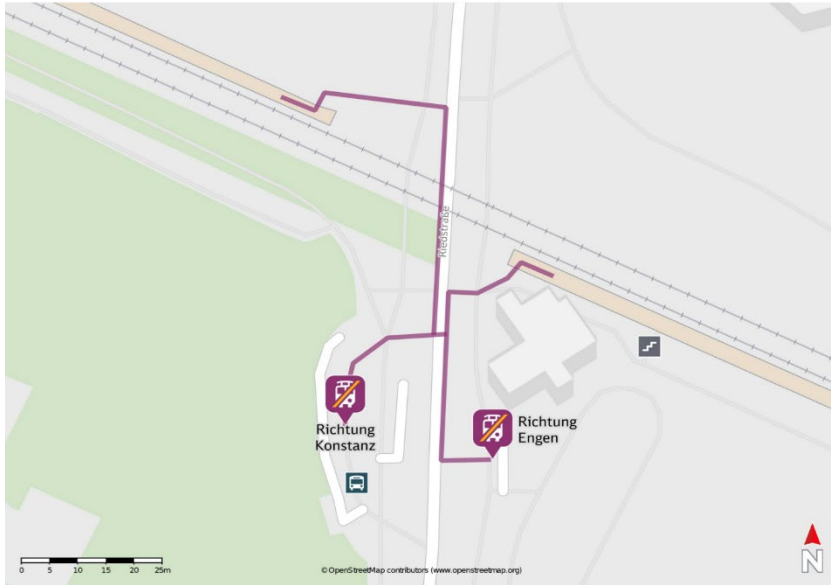 Riedstraße
Richtung
Konstanz
Richtung
Engen
0 5 10 15 20 25m
© OpenStreetMap contributors (www.openstreetmap.org)
N